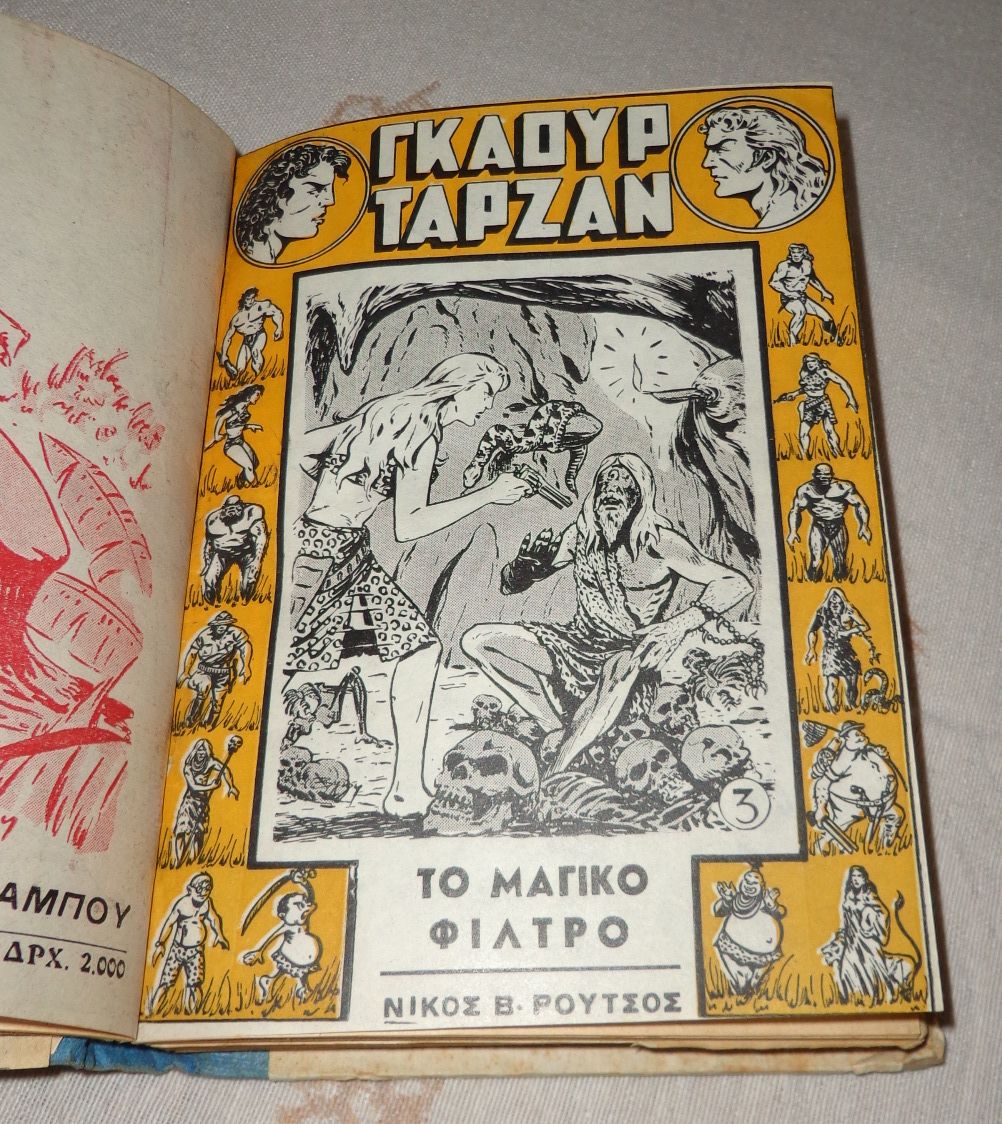 ΑΜΠΟΥ
ΔΡΧ. 2.000
ΓΚΑΟΥΡ
ΤΑΡΖΑΝ
3
ΤΟ ΜΑΓΙΚΟ
ΦΙΛΤΡΟ
ΝΙΚΟΣ Β. ΡΟΥΤΣΟΣ